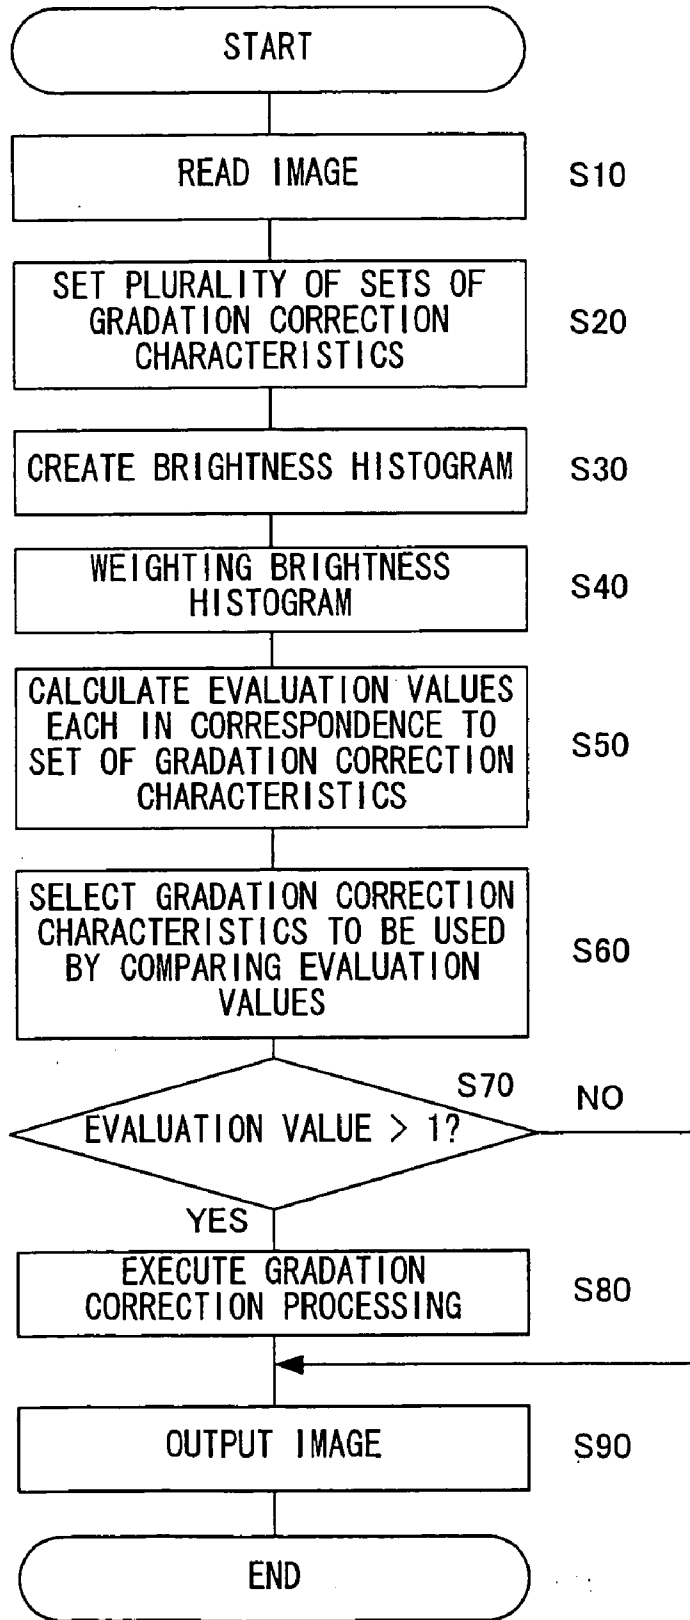 START
READ IMAGE
S10
SET PLURALITY OF SETS OF
GRADATION CORRECTION
CHARACTERISTICS
S20
CREATE BRIGHTNESS HISTOGRAM
S30
WEIGHTING BRIGHTNESS
HISTOGRAM
S40
CALCULATE EVALUATION VALUES
EACH IN CORRESPONDENCE TO
SET OF GRADATION CORRECTION
CHARACTERISTICS
S50
SELECT GRADATION CORRECTION
CHARACTERISTICS TO BE USED
BY COMPARING EVALUATION
VALUES
S60
S70
NO
EVALUATION VALUE > 1?
YES
EXECUTE GRADATION
CORRECTION PROCESSING
S80
OUTPUT IMAGE
S90
END